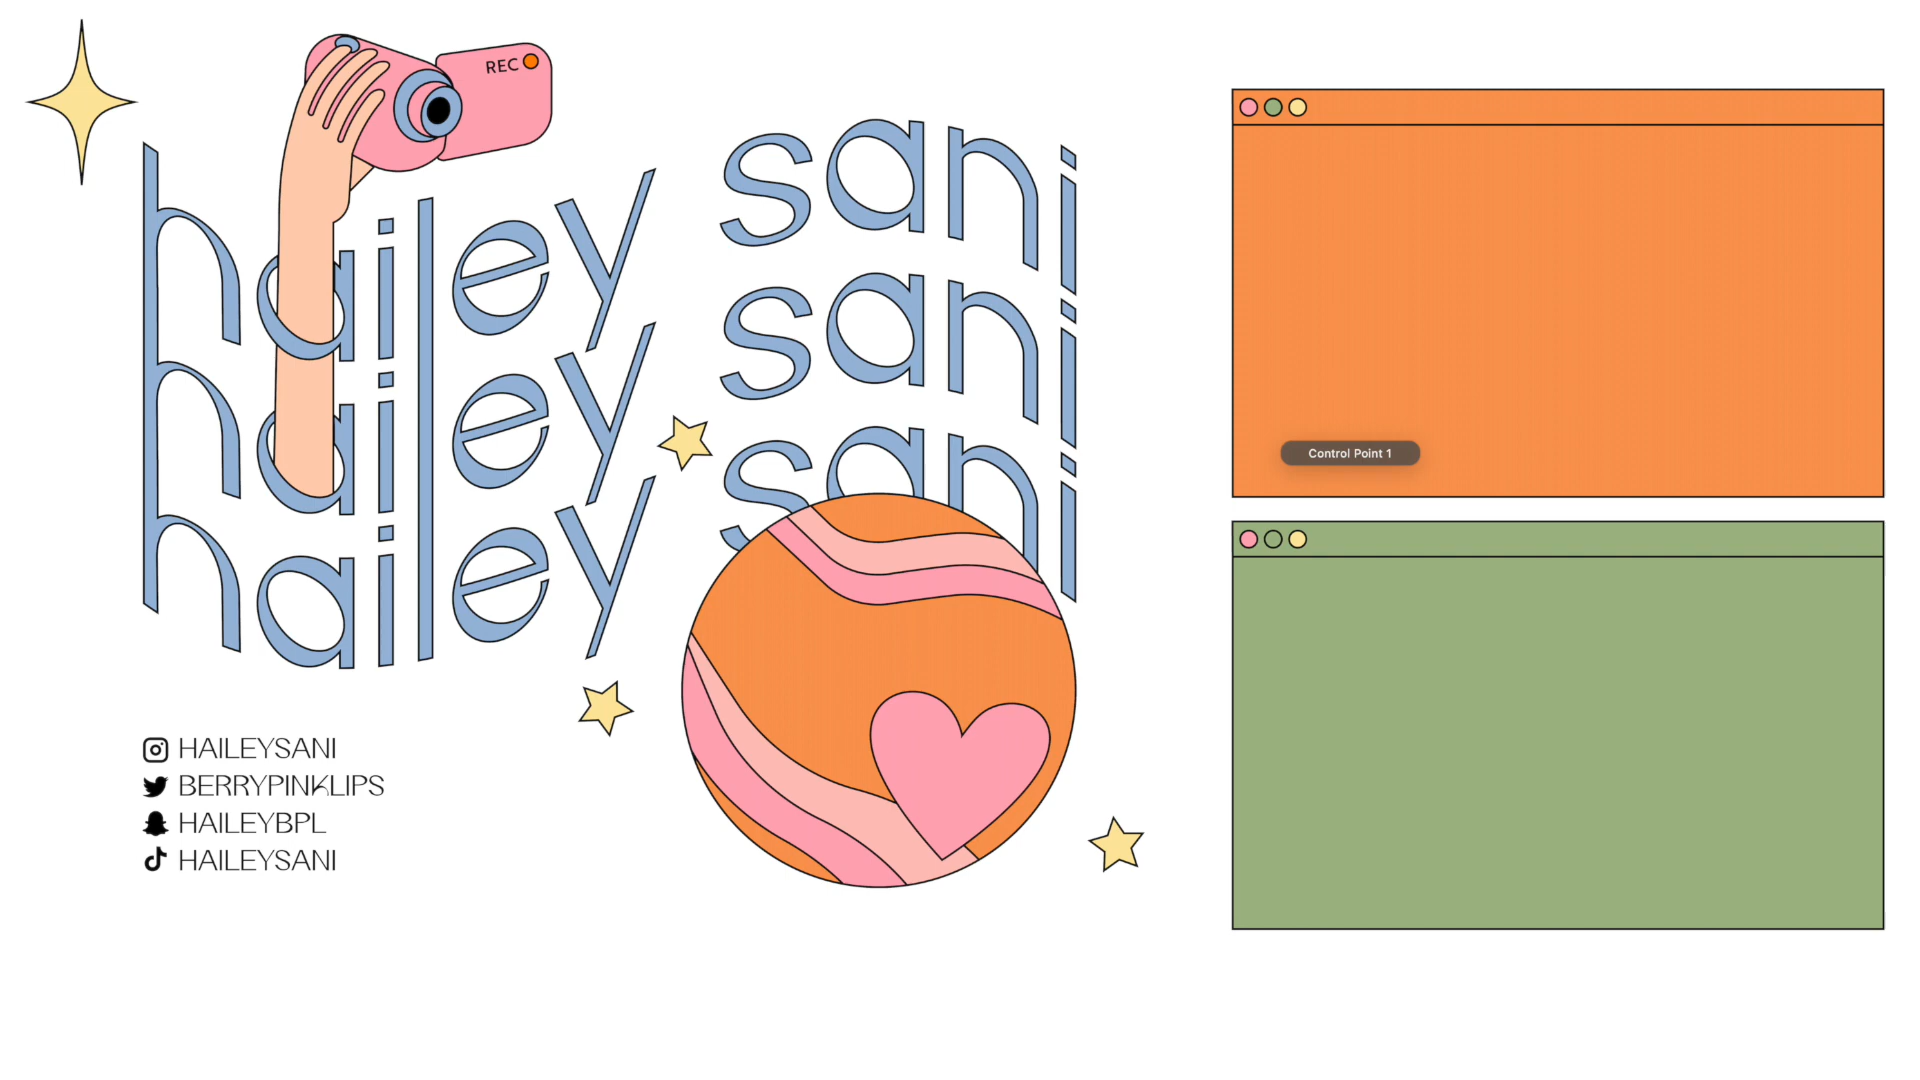 REC
hailey sani
hailey sani
hailey sani
HAILEYSANI
BERRYPINKLIPS
HAILEYBPL
HAILEYSANI
Control Point 1